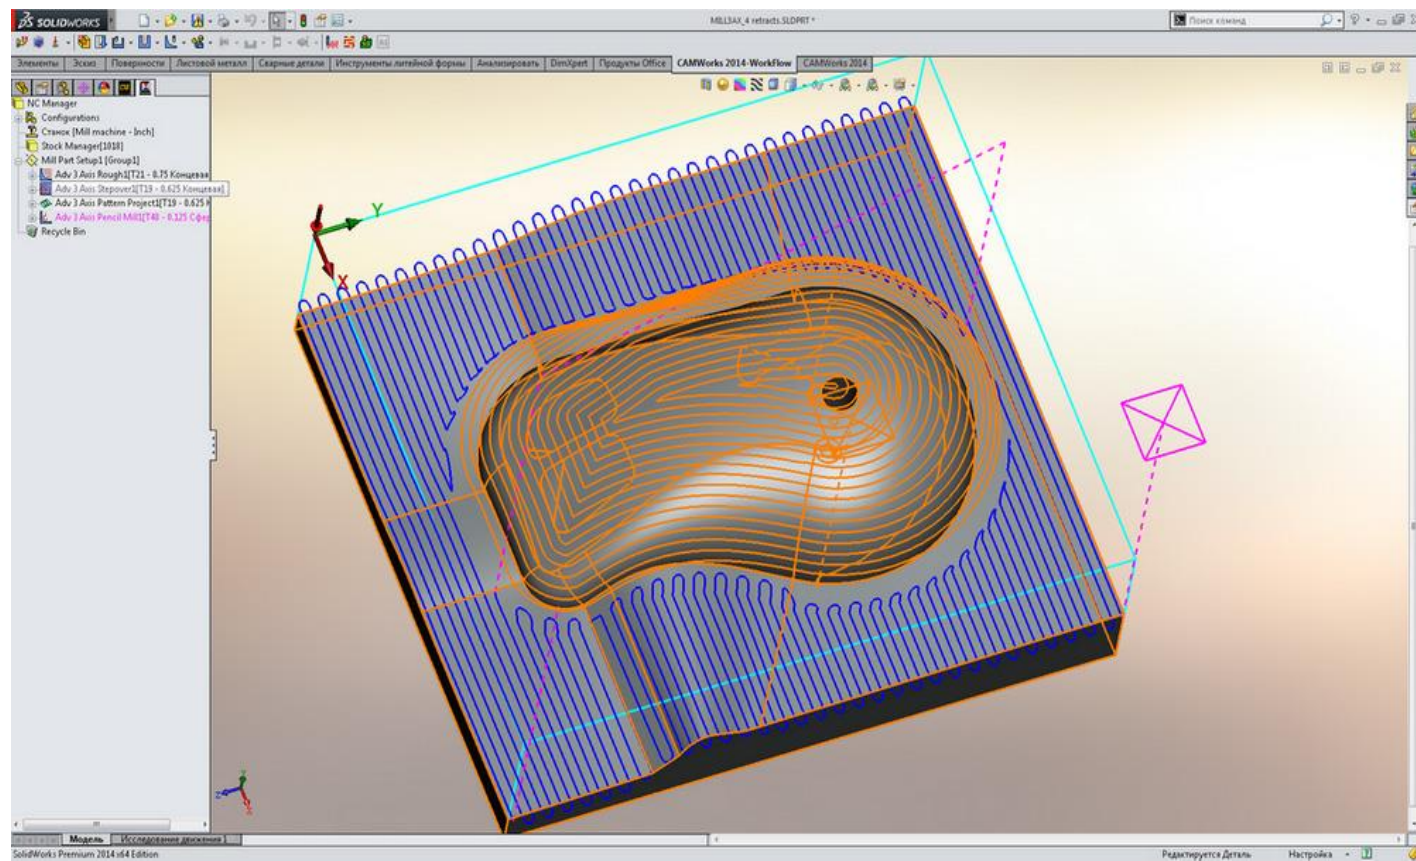 SOLIDWORKS
MILL3AX_4 retracts.SLDPRT *
Поиск команд
Элементы Эскиз Поверхности Листовой металл Сварные детали Инструменты литейной формы Анализировать DimXpert Продукты Office CAMWorks 2014-WorkFlow CAMWorks 2014
NC Manager
Configurations
Станок [Mill machine - Inch]
Stock Manager[1018]
Mill Part Setup1 [Group1]
Adv 3 Axis Rough1[T21 - 0.75 Концевая
Adv 3 Axis Stepover1[T19 - 0.625 Концевая]
Adv 3 Axis Pattern Project1[T19 - 0.625 К
Adv 3 Axis Pencil Mill1[T40 - 0.125 Сфер
Recycle Bin
Y
X
Модель Исследование движения 1
SolidWorks Premium 2014 x64 Edition
Редактируется Деталь Настройка